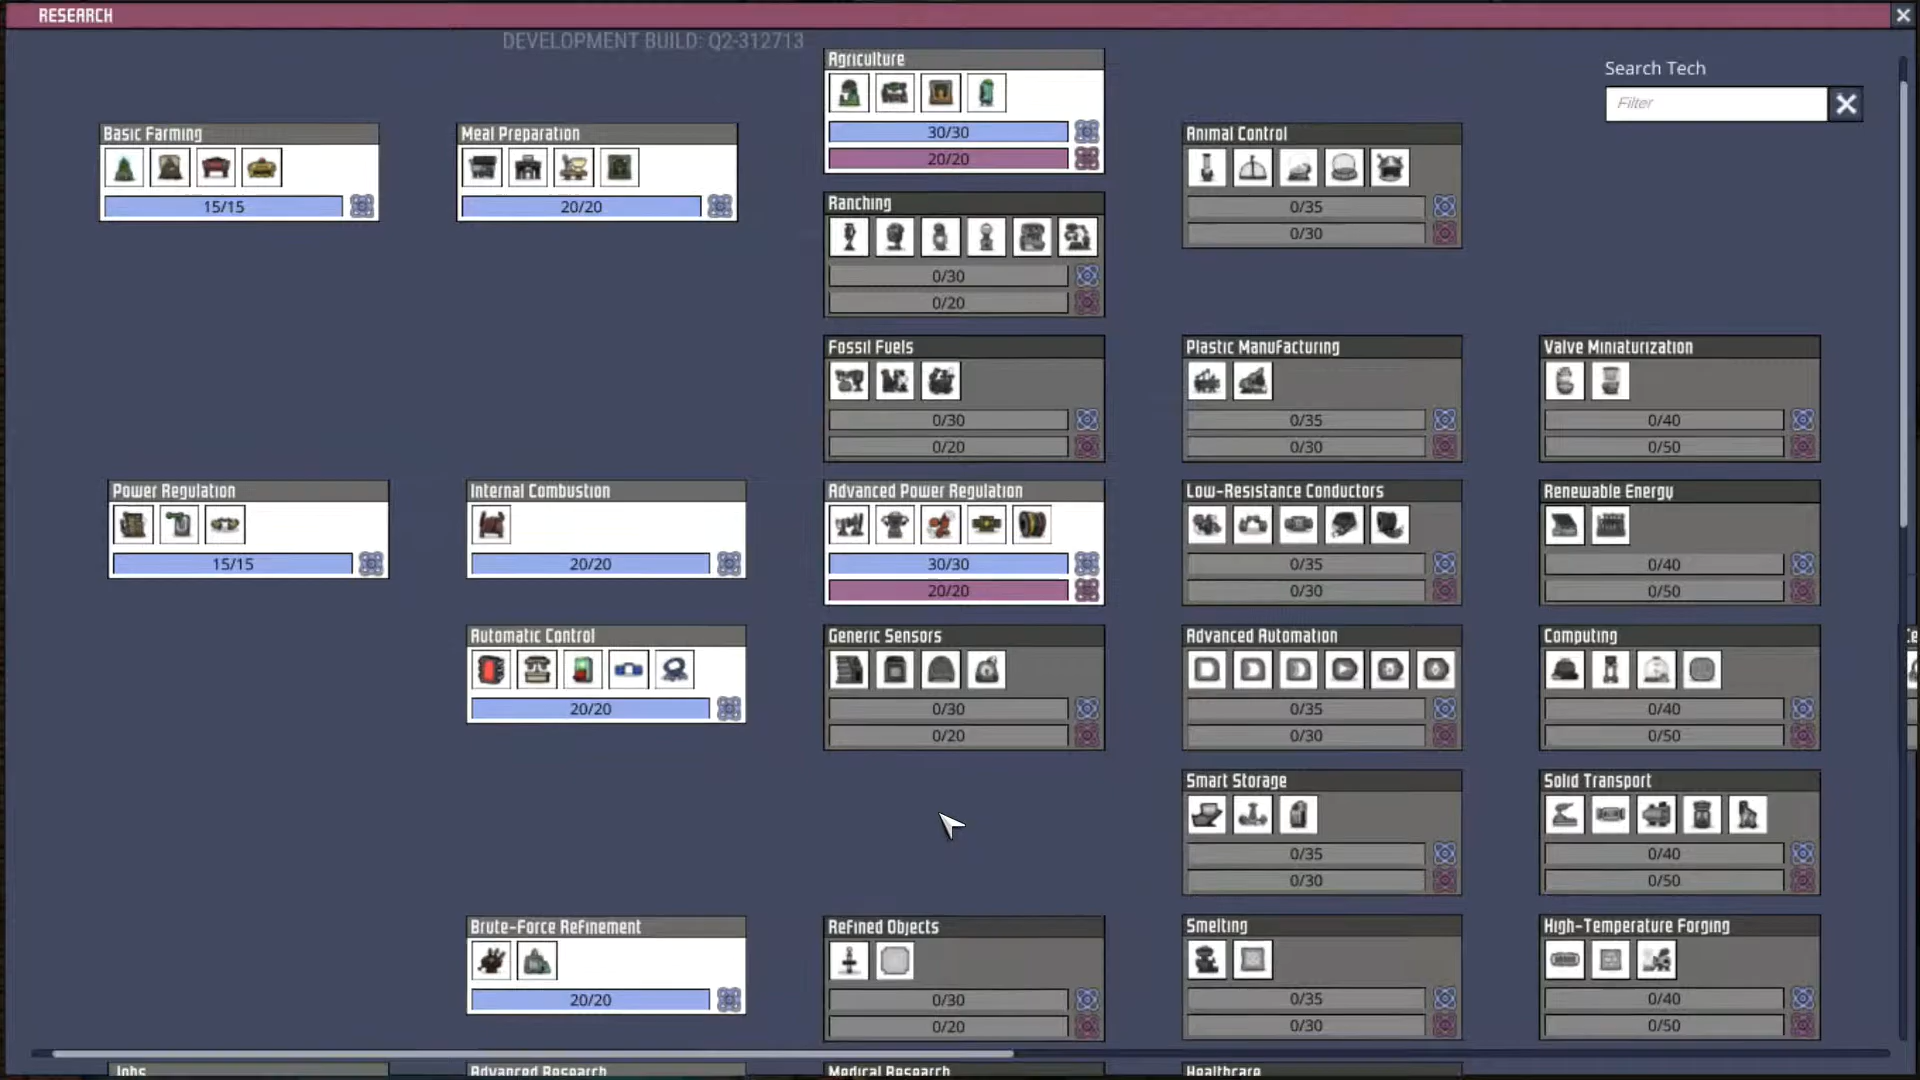 RESEARCH
DEVELOPMENT BUILD: Q2-312713
Search Tech
Filter
Agriculture
30/30
20/20
Basic Farming
15/15
Meal Preparation
20/20
Animal Control
0/35
0/30
Ranching
0/30
0/20
Fossil Fuels
0/30
0/20
Plastic Manufacturing
0/35
0/30
Valve Miniaturization
0/40
0/50
Power Regulation
15/15
Internal Combustion
20/20
Advanced Power Regulation
30/30
20/20
Low-Resistance Conductors
0/35
0/30
Renewable Energy
0/40
0/50
Automatic Control
20/20
Generic Sensors
0/30
0/20
Advanced Automation
0/35
0/30
Computing
0/40
0/50
Smart Storage
0/35
0/30
Solid Transport
0/40
0/50
Brute-Force Refinement
20/20
Refined Objects
0/30
0/20
Smelting
0/35
0/30
High-Temperature Forging
0/40
0/50
Jobs
Advanced Research
Medical Research
Healthcare